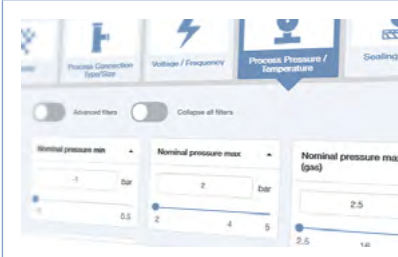 Process Connection
Type/Size
Voltage / Frequency
Process Pressure /
Temperature
Sealing
Advanced filters
Collapse all filters
Nominal pressure min
-1
bar
-1
0.5
Nominal pressure max
2
bar
2
4
5
Nominal pressure max
(gas)
2.5
2.5
16